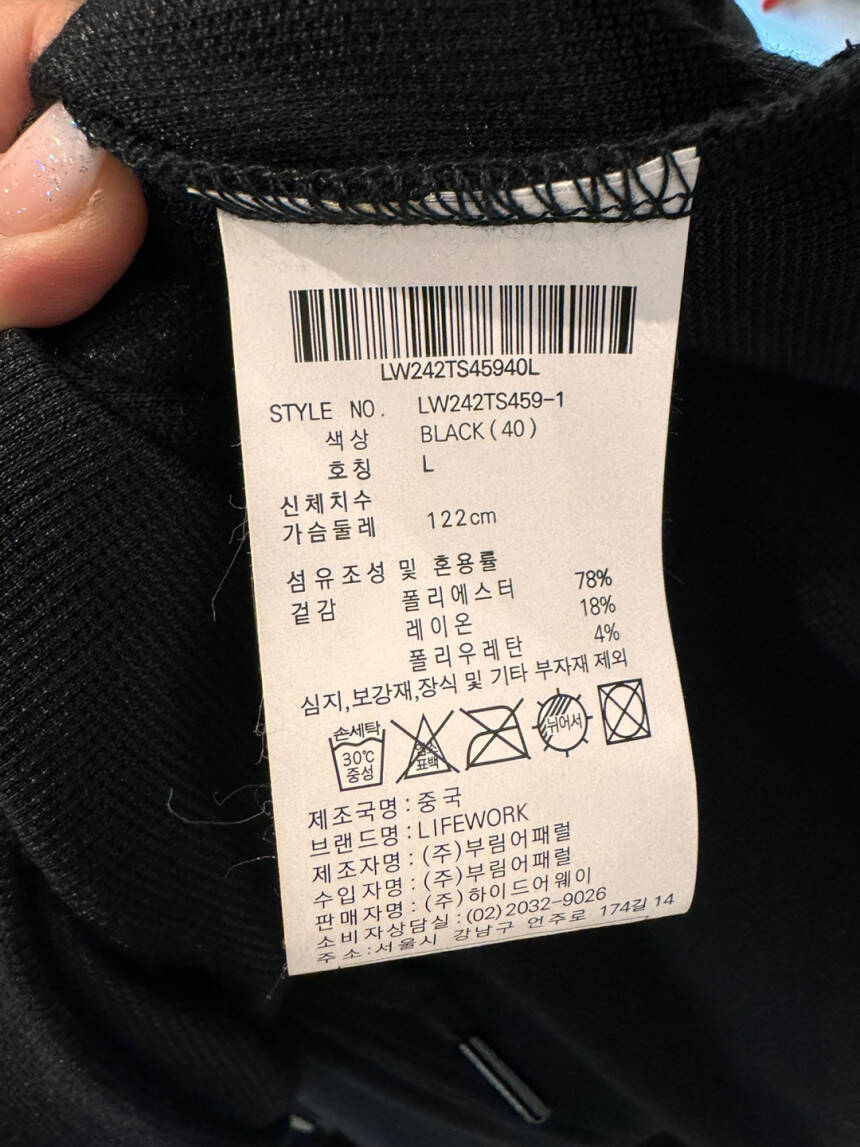 LW242TS45940L
STYLE NO. LW242TS459-1
색상 BLACK(40)
호칭 L
신체치수
가슴둘레 122cm
섬유조성 및 혼용률
겉감 폴리에스터 78%
레이온 18%
폴리우레탄 4%
심지,보강재,장식 및 기타 부자재 제외
손세탁
30℃
중성
염소
표백
뉘어서
제조국명:중국
브랜드명:LIFEWORK
제조자명:(주)부림어패럴
수입자명:(주)부림어패럴
판매자명:(주)하이드어웨이
소비자상담실:(02)2032-9026
주소:서울시 강남구 언주로 174길 14